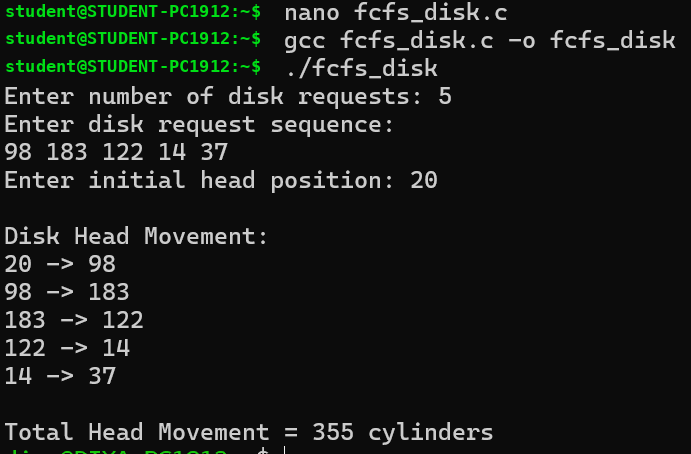 student@STUDENT-PC1912:~$ nano fcfs_disk.c
student@STUDENT-PC1912:~$ gcc fcfs_disk.c -o fcfs_disk
student@STUDENT-PC1912:~$ ./fcfs_disk
Enter number of disk requests: 5
Enter disk request sequence:
98 183 122 14 37
Enter initial head position: 20
Disk Head Movement:
20 -> 98
98 -> 183
183 -> 122
122 -> 14
14 -> 37
Total Head Movement = 355 cylinders